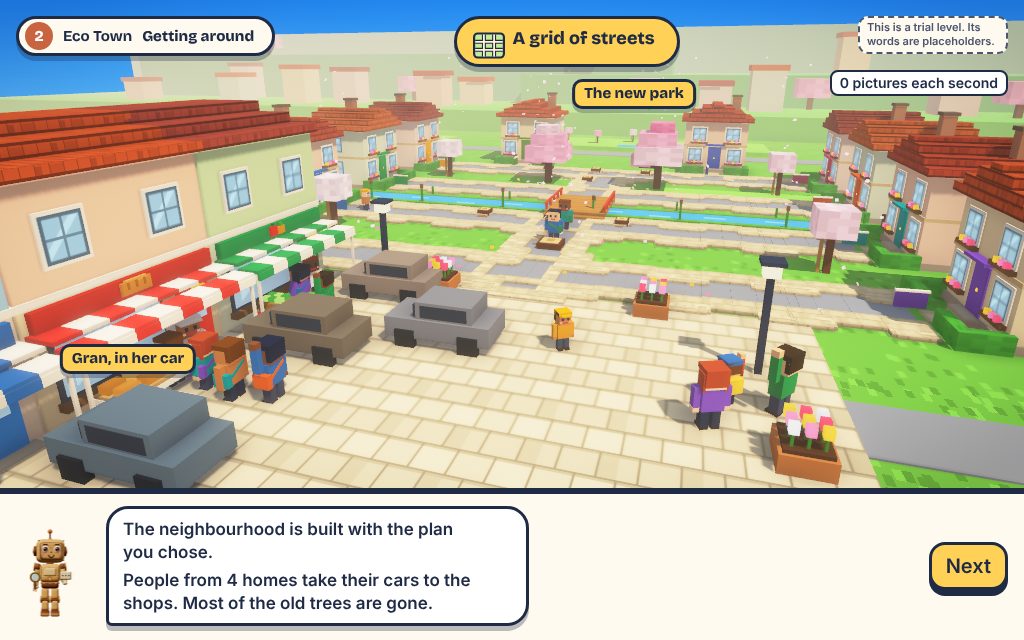 2 Eco Town Getting around
A grid of streets
This is a trial level. Its
words are placeholders.
0 pictures each second
The new park
Gran, in her car
The neighbourhood is built with the plan
you chose.
People from 4 homes take their cars to the
shops. Most of the old trees are gone.
Next